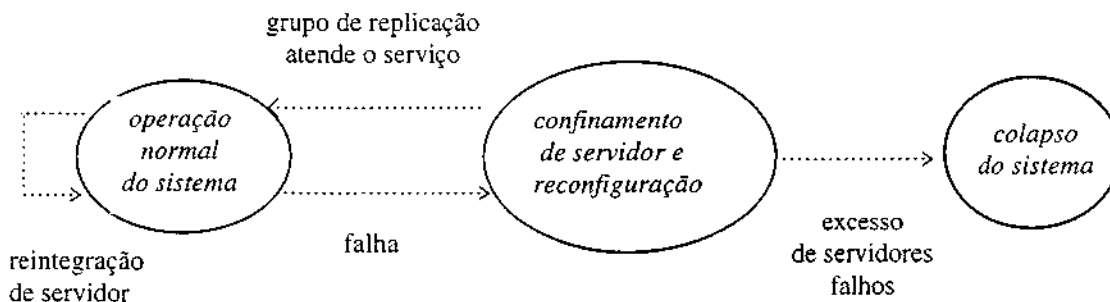 grupo de replicação
atende o serviço
operação
normal
do sistema
confinamento
de servidor e
reconfiguração
colapso
do sistema
falha
reintegração
de servidor
excesso
de servidores
falhos